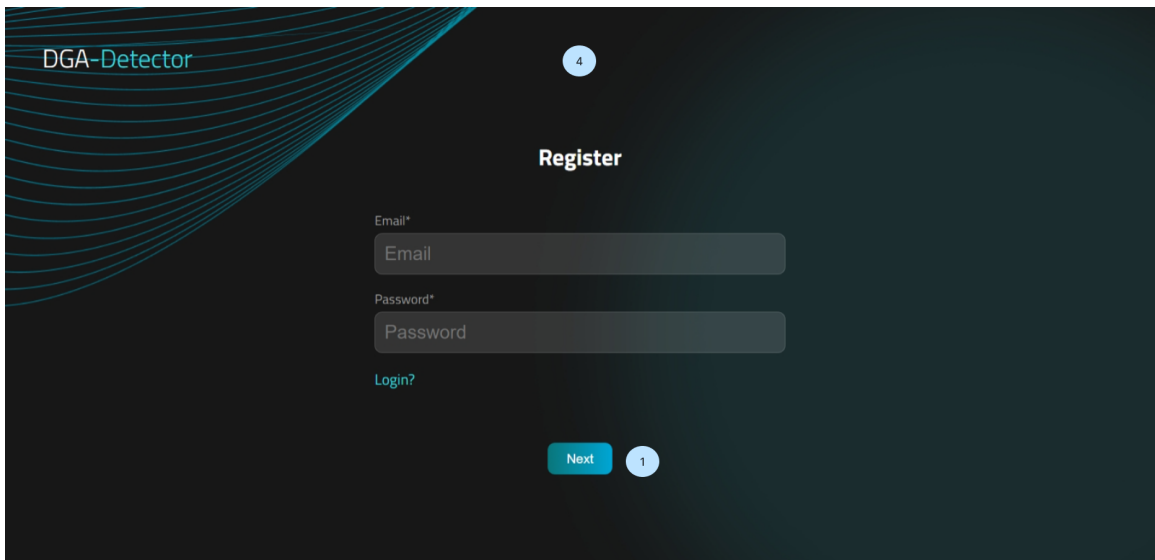 DGA-Detector
4
Register
Email*
Email
Password*
Password
Login?
Next
1